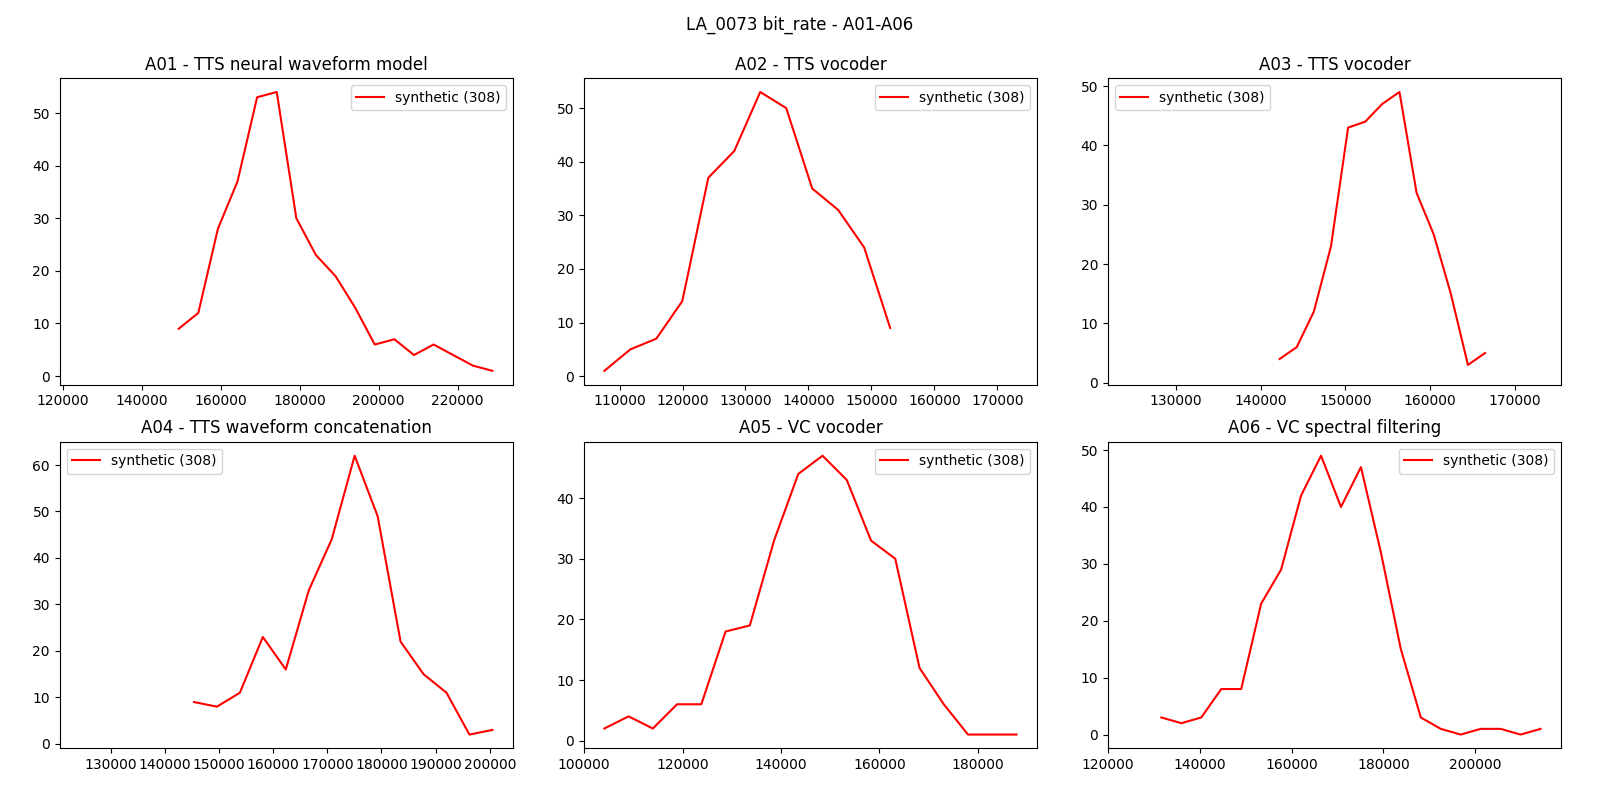 LA_0073 bit_rate - A01-A06
A01 - TTS neural waveform model
synthetic (308)
50
40
30
20
10
0
120000 140000 160000 180000 200000 220000
A02 - TTS vocoder
synthetic (308)
50
40
30
20
10
0
110000 120000 130000 140000 150000 160000 170000
A03 - TTS vocoder
synthetic (308)
50
40
30
20
10
0
130000 140000 150000 160000 170000
A04 - TTS waveform concatenation
synthetic (308)
60
50
40
30
20
10
0
130000 140000 150000 160000 170000 180000 190000 200000
A05 - VC vocoder
synthetic (308)
40
30
20
10
0
100000 120000 140000 160000 180000
A06 - VC spectral filtering
synthetic (308)
50
40
30
20
10
0
120000 140000 160000 180000 200000